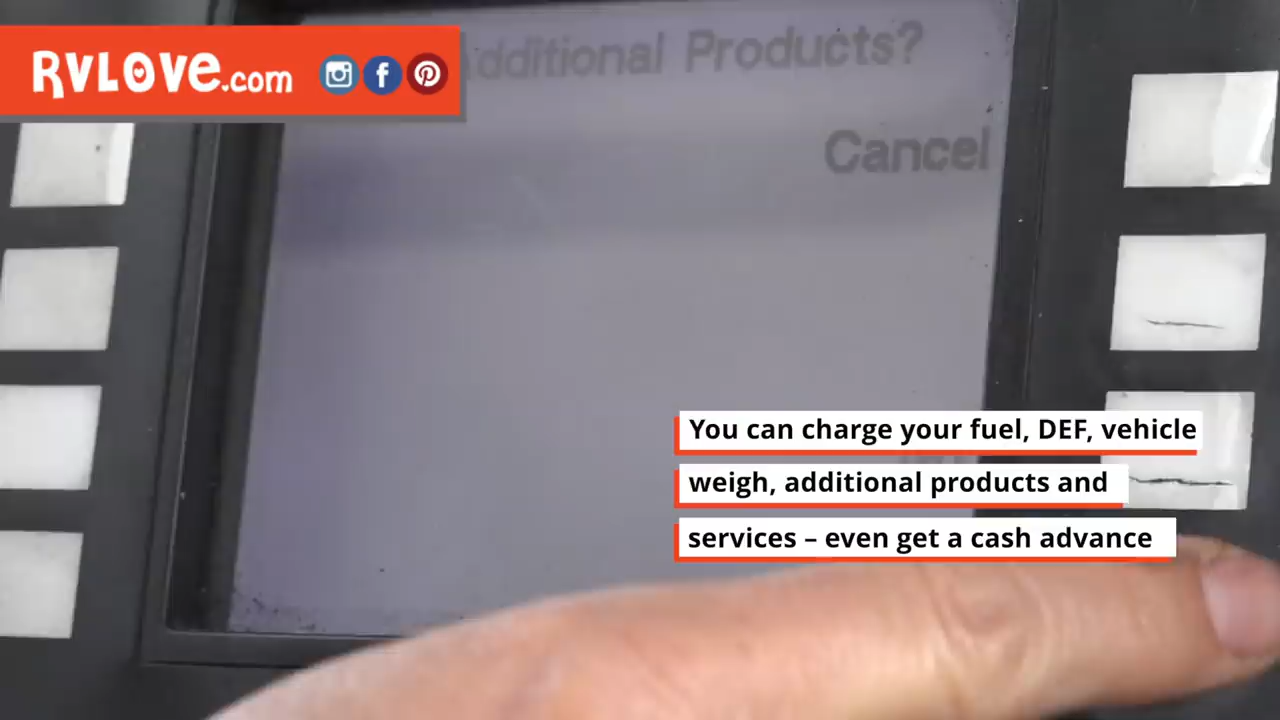 RVLOVE.com
Additional Products?
Cancel
You can charge your fuel, DEF, vehicle
weigh, additional products and
services – even get a cash advance